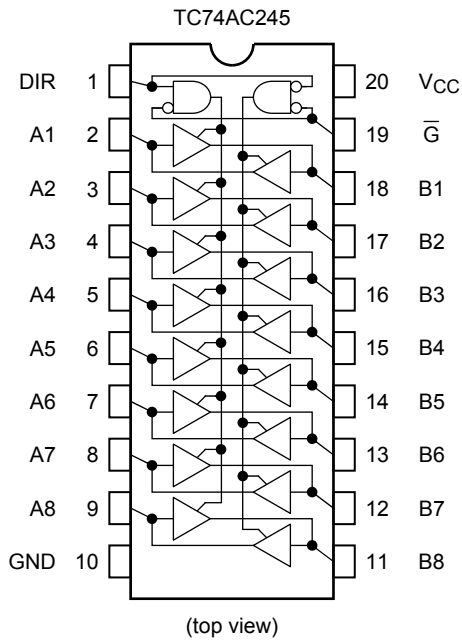 TC74AC245
DIR 1 20 VCC
A1 2 19 G̅
A2 3 18 B1
A3 4 17 B2
A4 5 16 B3
A5 6 15 B4
A6 7 14 B5
A7 8 13 B6
A8 9 12 B7
GND 10 11 B8
(top view)